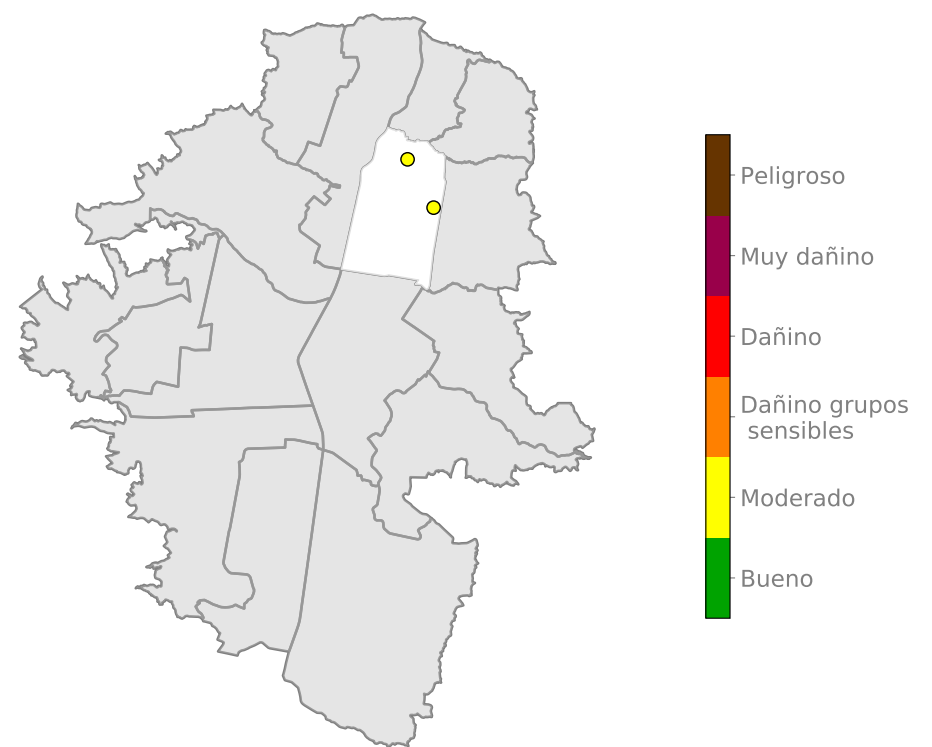 Peligroso
Muy dañino
Dañino
Dañino grupos
sensibles
Moderado
Bueno